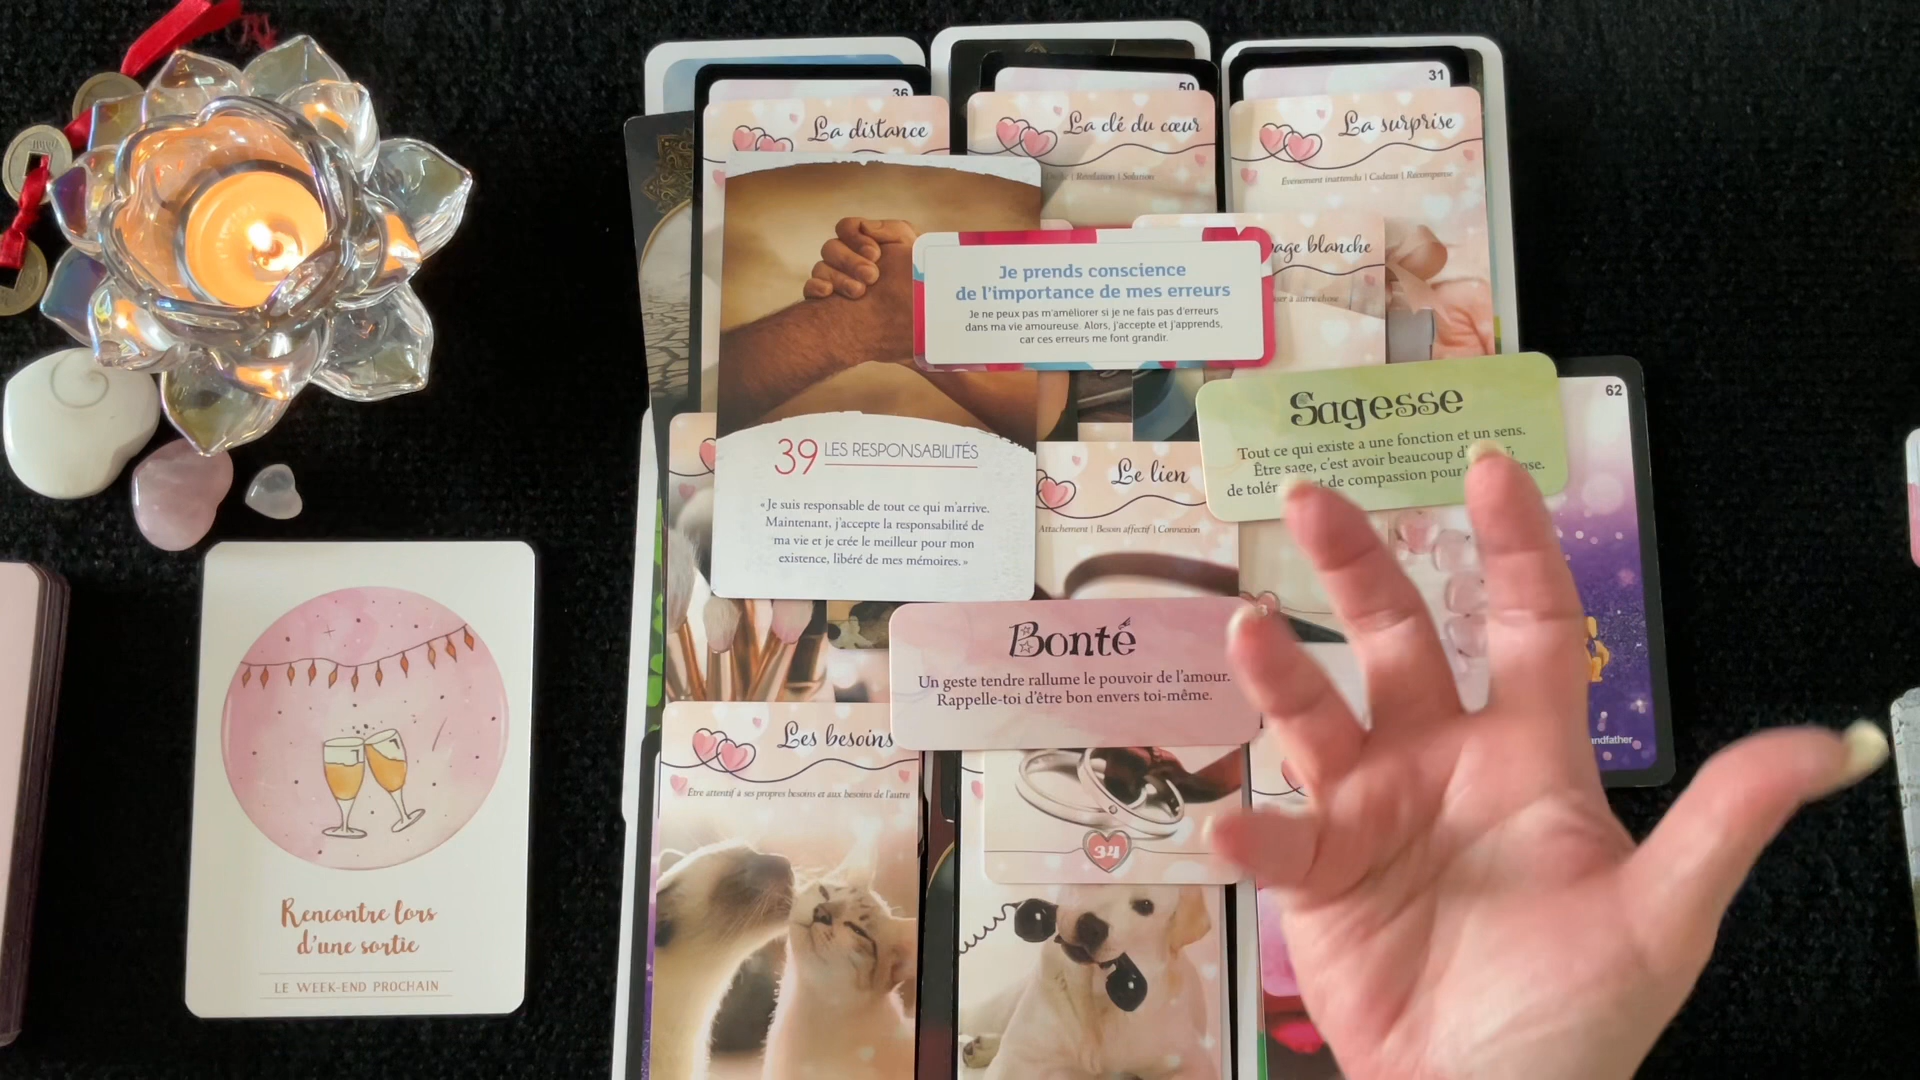 36
50
31
La distance
La clé du cœur
La surprise
Révélation | Solution
Evenement inattendu | Cadeau | Récompense
page blanche
Je prends conscience
de l'importance de mes erreurs
Je ne peux pas m'améliorer si je ne fais pas d'erreurs
dans ma vie amoureuse. Alors, j'accepte et j'apprends,
car ces erreurs me font grandir.
Sagesse
Tout ce qui existe a une fonction et un sens.
Être sage, c'est avoir beaucoup
de compassion pour
62
39 LES RESPONSABILITÉS
«Je suis responsable de tout ce qui m'arrive.
Maintenant, j'accepte la responsabilité de
ma vie et je crée le meilleur pour mon
existence, libéré de mes mémoires.»
Le lien
Attachement | Besoin affectif | Connexion
Bonté
Un geste tendre rallume le pouvoir de l'amour.
Rappelle-toi d'être bon envers toi-même.
Les besoins
Etre attentif à ses propres besoins et aux besoins de l'autre
34
Rencontre lors
d'une sortie
LE WEEK-END PROCHAIN